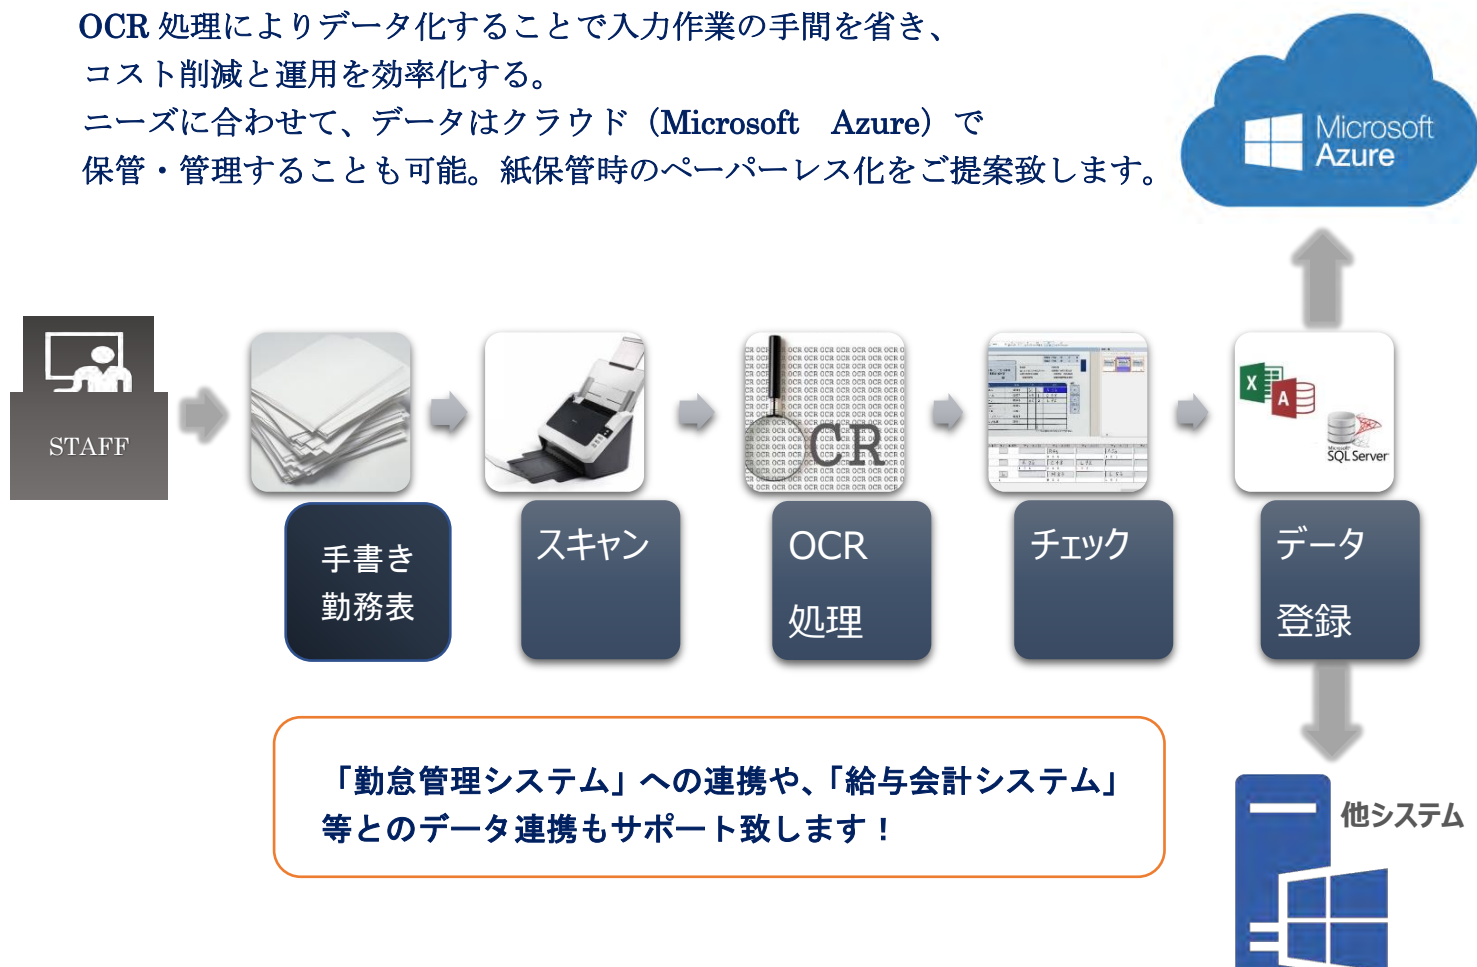 OCR 処理によりデータ化することで入力作業の手間を省き、
コスト削減と運用を効率化する。
ニーズに合わせて、データはクラウド（Microsoft　Azure）で
保管・管理することも可能。紙保管時のペーパーレス化をご提案致します。
Microsoft
Azure
STAFF
OCR
X
A
Microsoft
SQL Server
手書き
勤務表
スキャン
OCR
処理
チェック
データ
登録
「勤怠管理システム」への連携や、「給与会計システム」
等とのデータ連携もサポート致します！
他システム